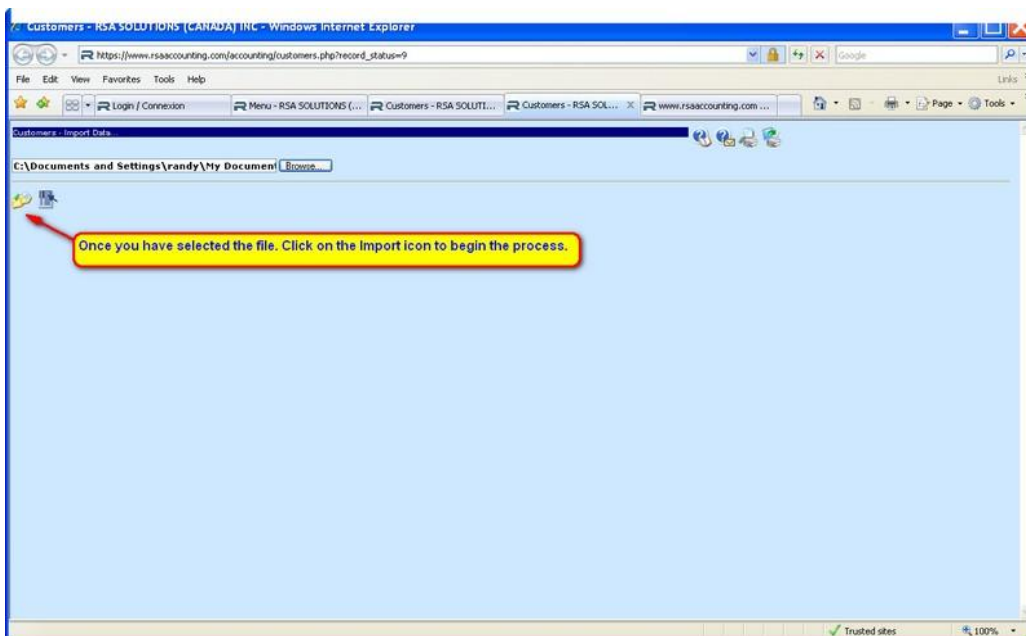 Customers - RSA SOLUTIONS (CANADA) INC - Windows Internet Explorer
https://www.rsaaccounting.com/accounting/customers.php?record_status=9
Google
File Edit View Favorites Tools Help
Links
Login / Connexion Menu - RSA SOLUTIONS (... Customers - RSA SOLUTI... Customers - RSA SOL... X www.rsaaccounting.com ... Page Tools
Customers - Import Data...
C:\Documents and Settings\randy\My Document Browse...
Once you have selected the file. Click on the Import icon to begin the process.
Trusted sites 100%